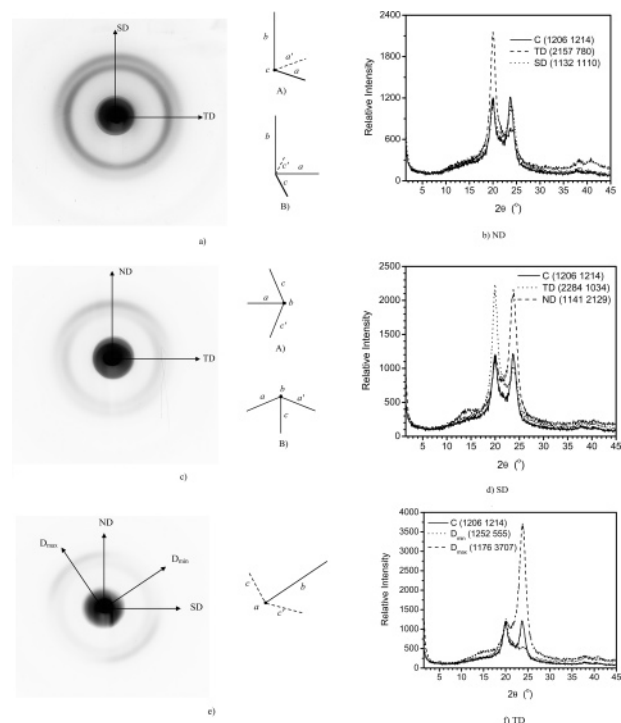 SD
TD
b
a'
c
a
A)
b
c'
a
c
B)
a)
Relative Intensity
2400
1800
1200
600
C (1206 1214)
TD (2157 780)
SD (1132 1110)
5 10 15 20 25 30 35 40 45
2θ (°)
b) ND
ND
TD
c
a
b
c'
A)
b
a
a'
c
B)
c)
Relative Intensity
2500
2000
1500
1000
500
0
C (1206 1214)
TD (2284 1034)
ND (1141 2129)
5 10 15 20 25 30 35 40 45
2θ (°)
d) SD
ND
Dmax
Dmin
SD
c
b
a
c'
e)
Relative Intensity
4000
3500
3000
2500
2000
1500
1000
500
0
C (1206 1214)
Dmin (1252 555)
Dmax (1176 3707)
5 10 15 20 25 30 35 40 45
2θ (°)
f) TD